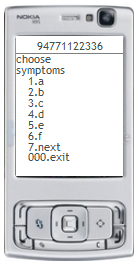 NOKIA
94771122336
choose
symptoms
1.a
2.b
3.c
4.d
5.e
6.f
7.next
000.exit